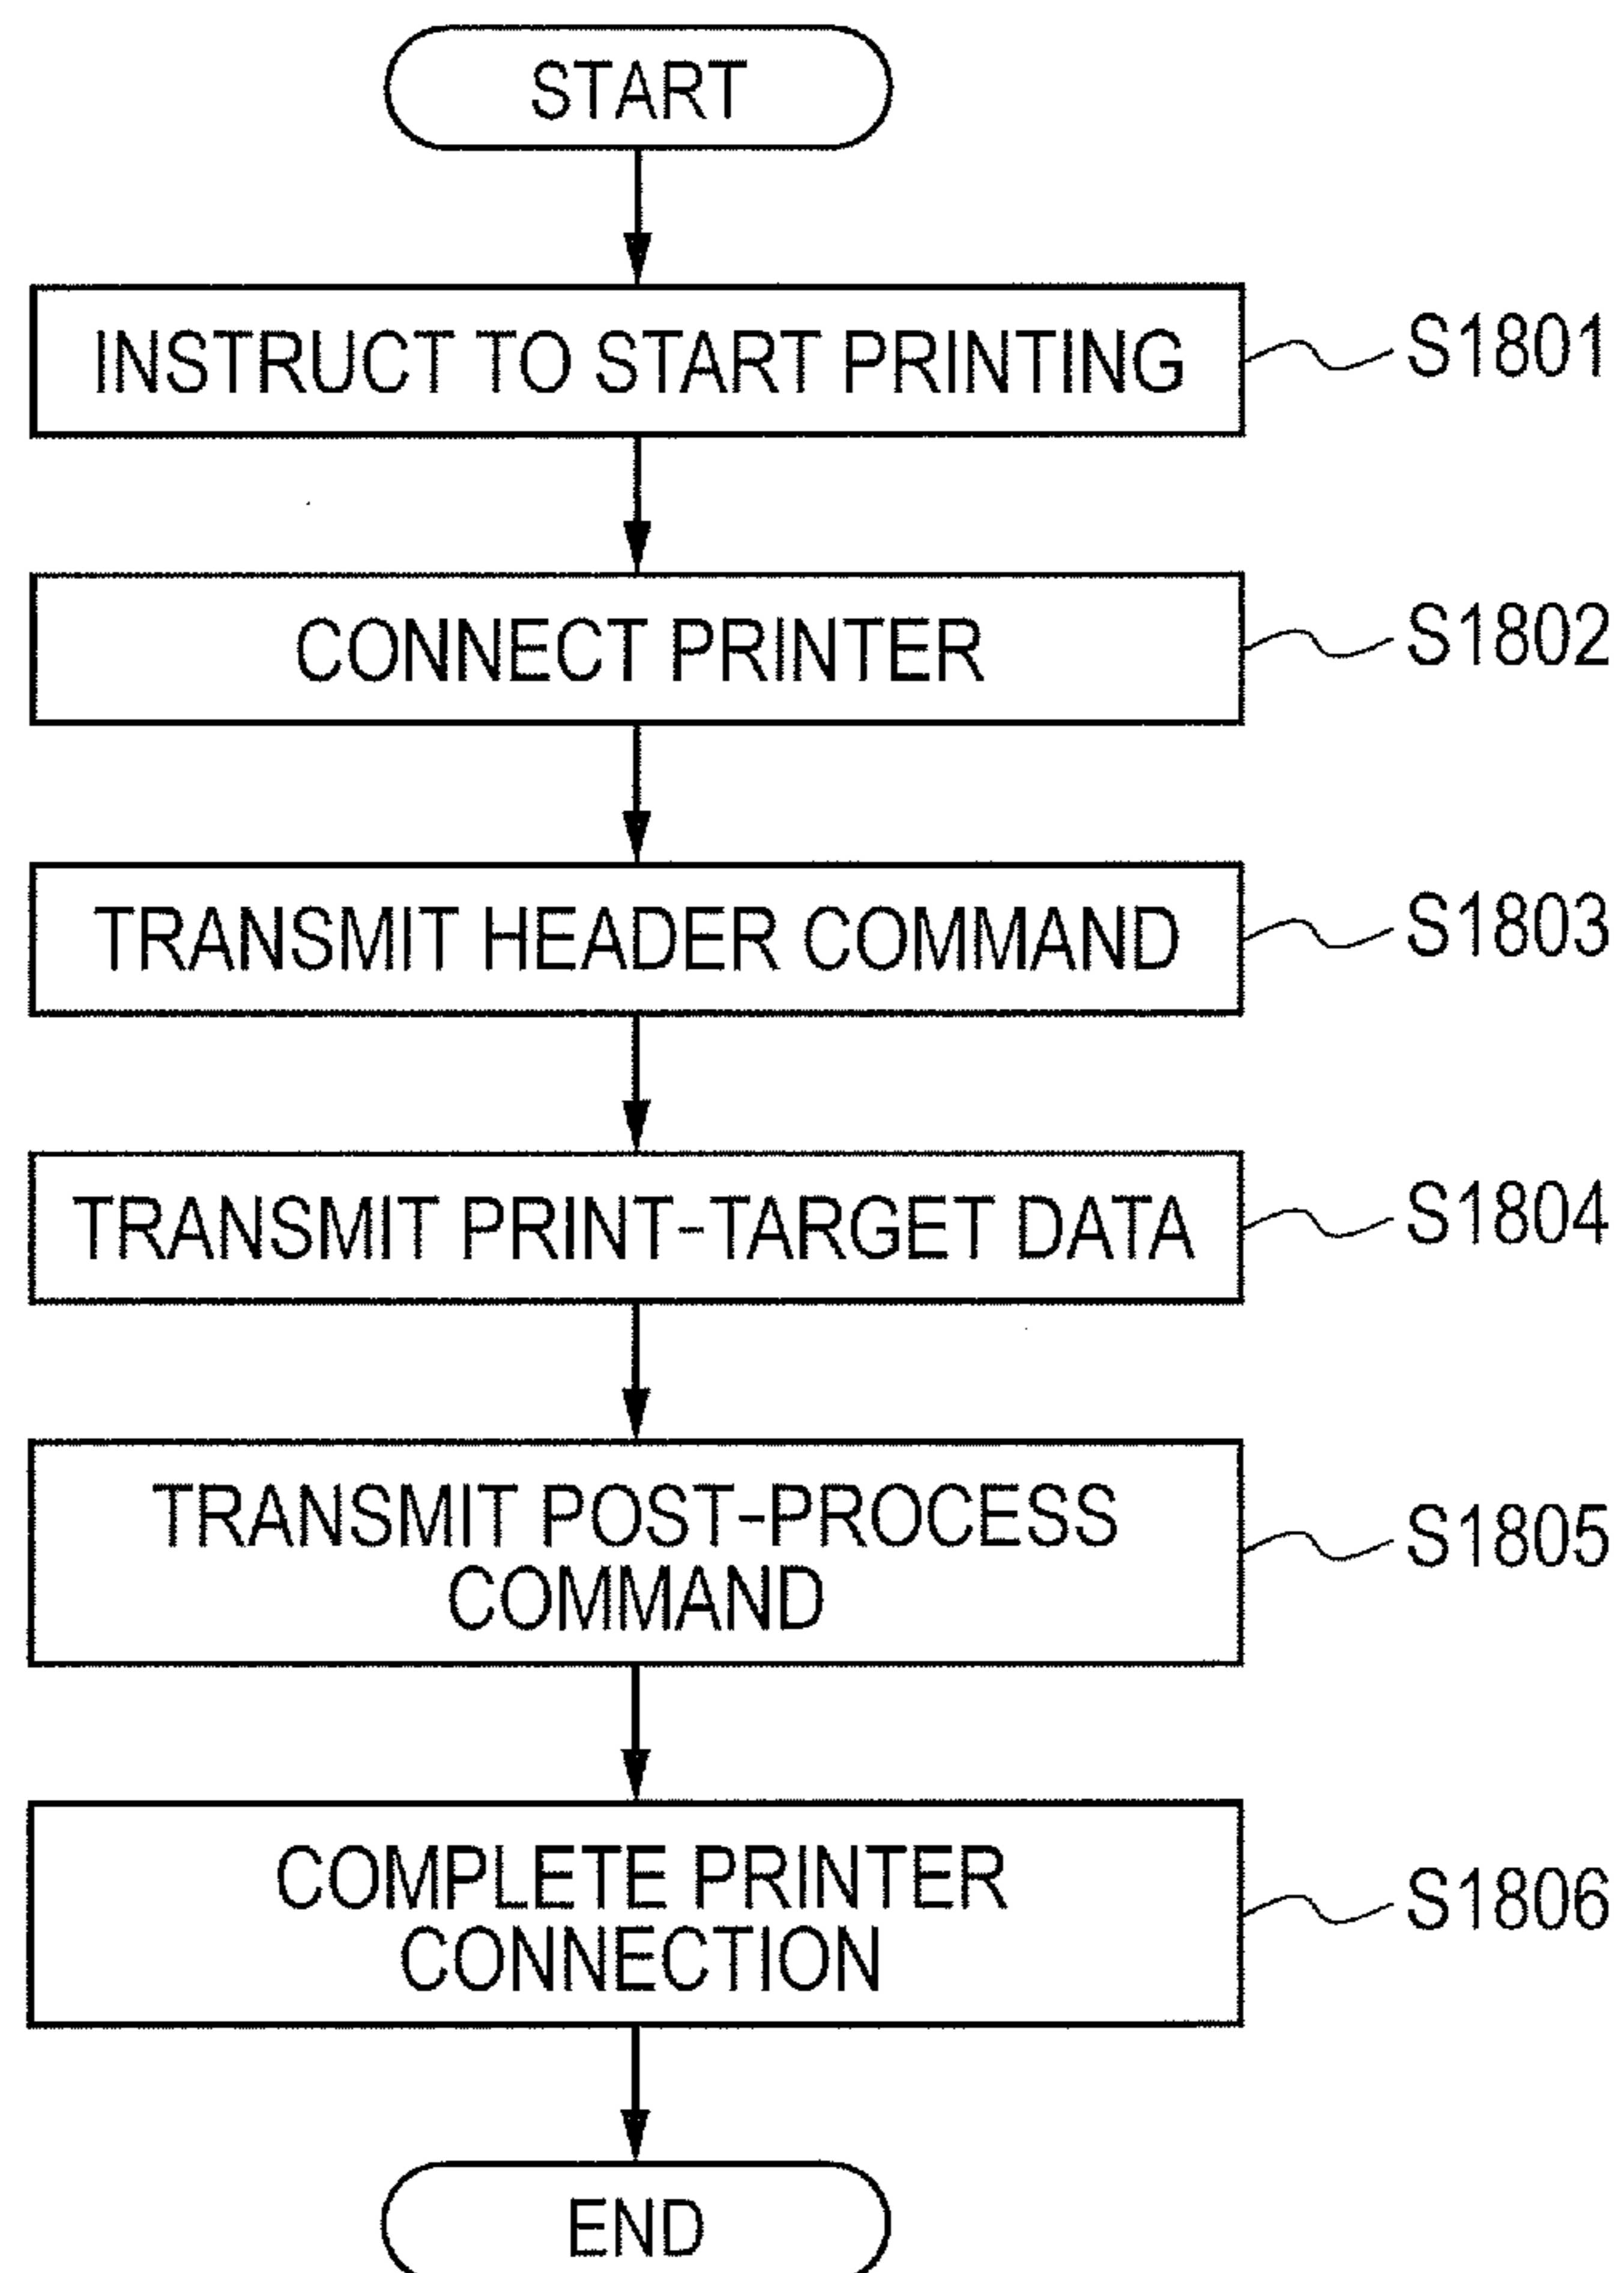 START
INSTRUCT TO START PRINTING
S1801
CONNECT PRINTER
S1802
TRANSMIT HEADER COMMAND
S1803
TRANSMIT PRINT-TARGET DATA
S1804
TRANSMIT POST-PROCESS
COMMAND
S1805
COMPLETE PRINTER
CONNECTION
S1806
END